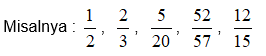 Misalnya : 1/2 , 2/3 , 5/20 , 52/57 , 12/15